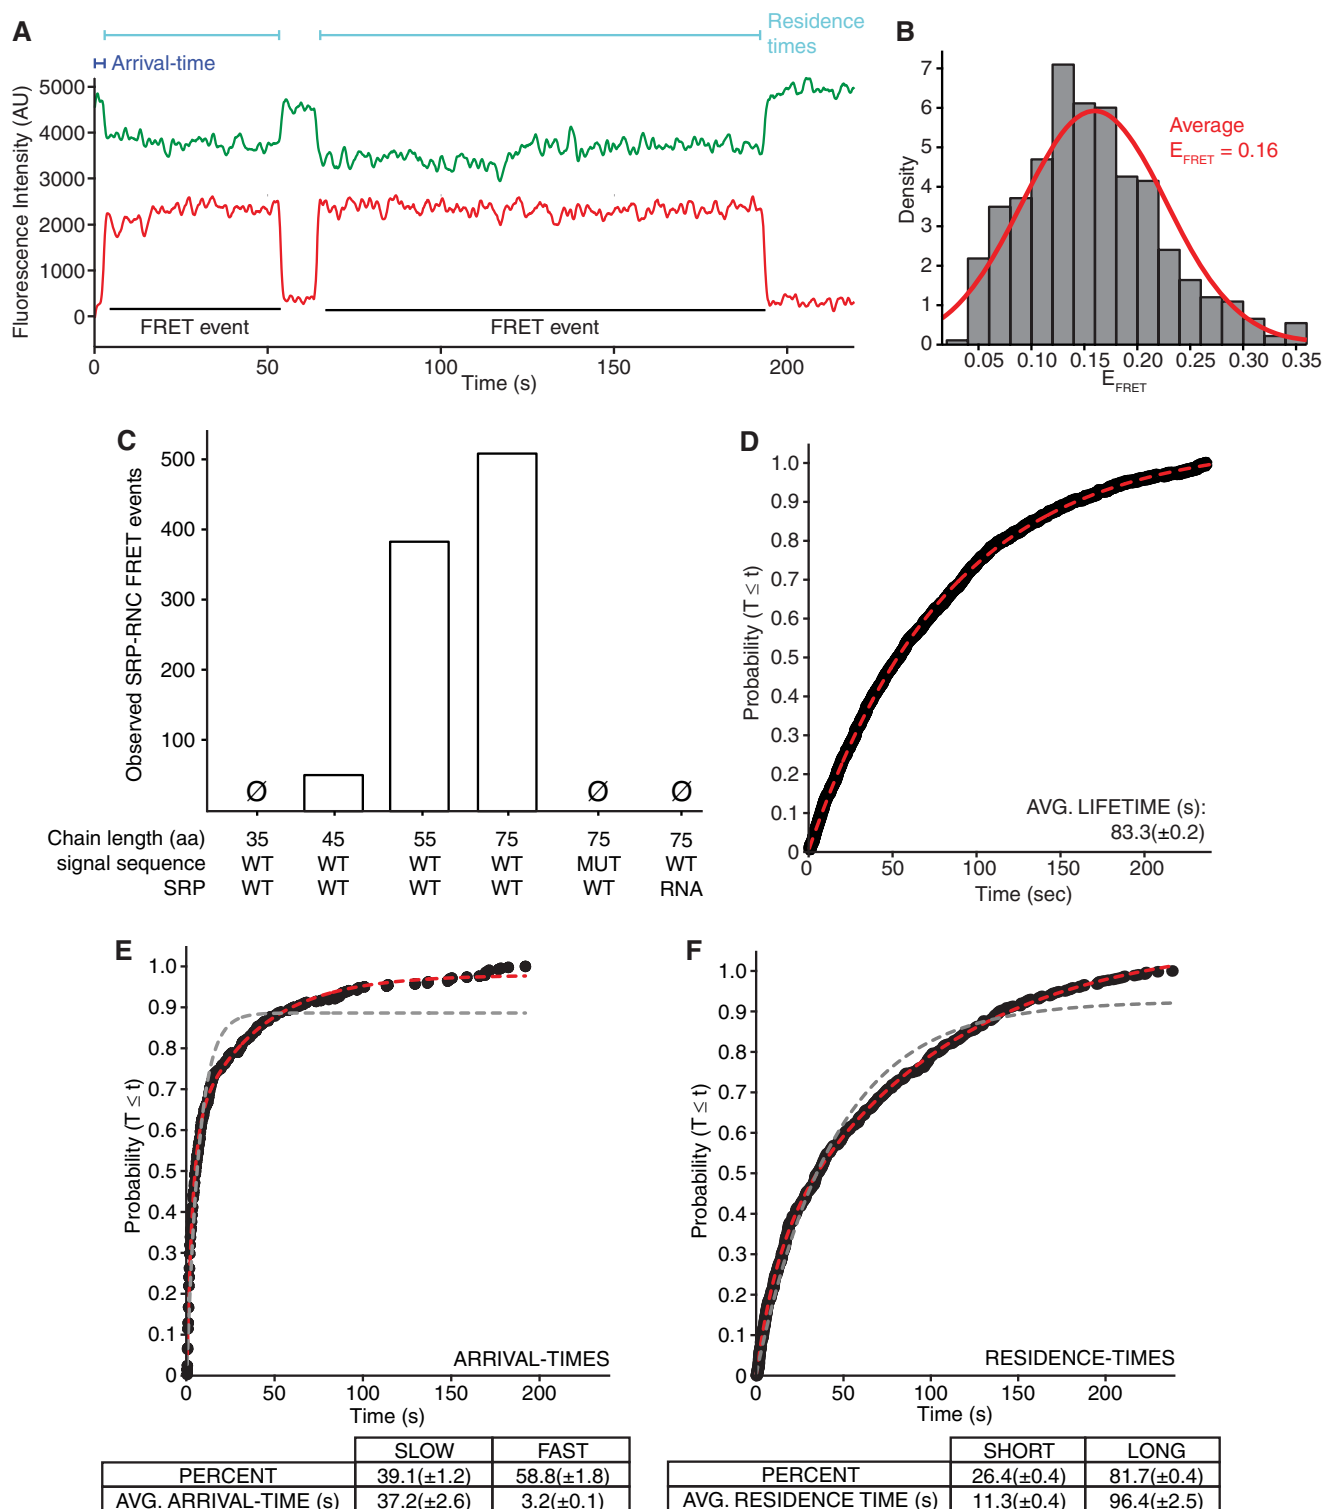 A
Residence
times
Arrival-time
Fluorescence Intensity (AU)
5000
4000
3000
2000
1000
0
FRET event
FRET event
0
50
100
150
200
Time (s)
B
Density
7
6
5
4
3
2
1
0
Average
EFRET = 0.16
0.05
0.10
0.15
0.20
0.25
0.30
0.35
EFRET
C
Observed SRP-RNC FRET events
500
400
300
200
100
Ø Ø Ø
Chain length (aa) 35 45 55 75 75 75
signal sequence WT WT WT WT MUT WT
SRP WT WT WT WT WT RNA
D
Probability (T ≤ t)
1.0
0.9
0.8
0.7
0.6
0.5
0.4
0.3
0.2
0.1
0
AVG. LIFETIME (s):
83.3(±0.2)
0 50 100 150 200
Time (sec)
E
Probability (T ≤ t)
1.0
0.9
0.8
0.7
0.6
0.5
0.4
0.3
0.2
0.1
0
ARRIVAL-TIMES
0 50 100 150 200
Time (s)
SLOW FAST
PERCENT 39.1(±1.2) 58.8(±1.8)
AVG. ARRIVAL-TIME (s) 37.2(±2.6) 3.2(±0.1)
F
Probability (T ≤ t)
1.0
0.9
0.8
0.7
0.6
0.5
0.4
0.3
0.2
0.1
0
RESIDENCE-TIMES
0 50 100 150 200
Time (s)
SHORT LONG
PERCENT 26.4(±0.4) 81.7(±0.4)
AVG. RESIDENCE TIME (s) 11.3(±0.4) 96.4(±2.5)